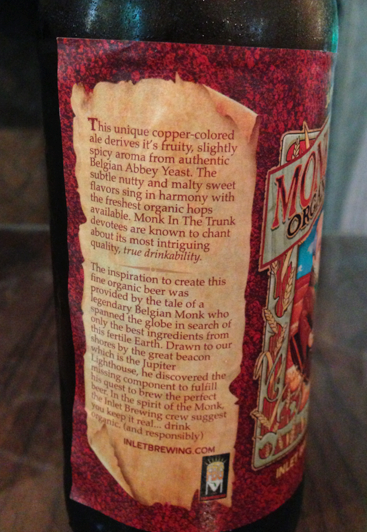 This unique copper-colored
ale derives it's fruity, slightly
spicy aroma from authentic
Belgian Abbey Yeast. The
subtle nutty and malty sweet
flavors sing in harmony with
the freshest organic hops
available. Monk In The Trunk
devotees are known to chant
about its most intriguing
quality, true drinkability.
The inspiration to create this
fine organic beer was
provided by the tale of a
legendary Belgian Monk who
spanned the globe in search of
only the best ingredients from
this fertile Earth. Drawn to our
shores by the great beacon
which is the Jupiter
Lighthouse, he discovered the
missing component to fulfill
his quest to brew the perfect
beer. In the spirit of the Monk,
the Inlet Brewing crew suggest
you keep it real... drink
organic. (and responsibly)
INLETBREWING.COM
MON
ORGA
INLET